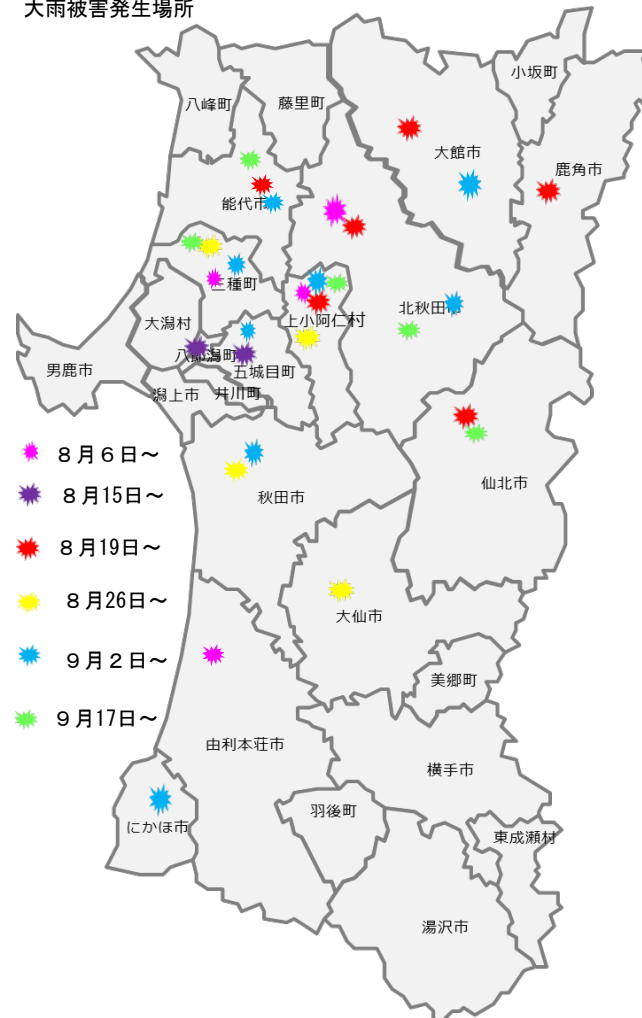 大雨被害発生場所
小坂町
八峰町
藤里町
大館市
鹿角市
能代市
三種町
大潟村
上小阿仁村
北秋田市
八郎潟町
男鹿市
五城目町
井川町
潟上市
8月6日～
8月15日～
8月19日～
8月26日～
9月2日～
9月17日～
秋田市
仙北市
大仙市
美郷町
由利本荘市
横手市
羽後町
にかほ市
東成瀬村
湯沢市